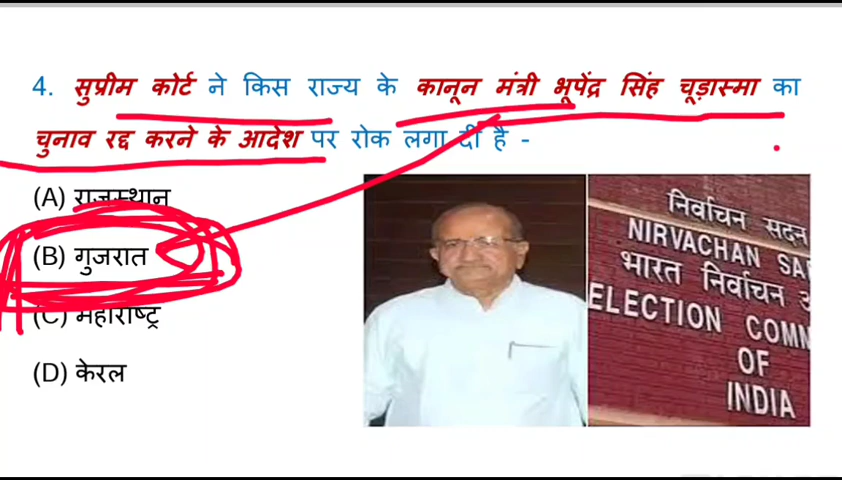 4. सुप्रीम कोर्ट ने किस राज्य के कानून मंत्री भूपेंद्र सिंह चूड़ास्मा का
चुनाव रद्द करने के आदेश पर रोक लगा दी है -
(A) राजस्थान
(B) गुजरात
(C) महाराष्ट्र
(D) केरल
निर्वाचन सदन
NIRVACHAN SA
भारत निर्वाचन
ELECTION COMM
OF
INDIA